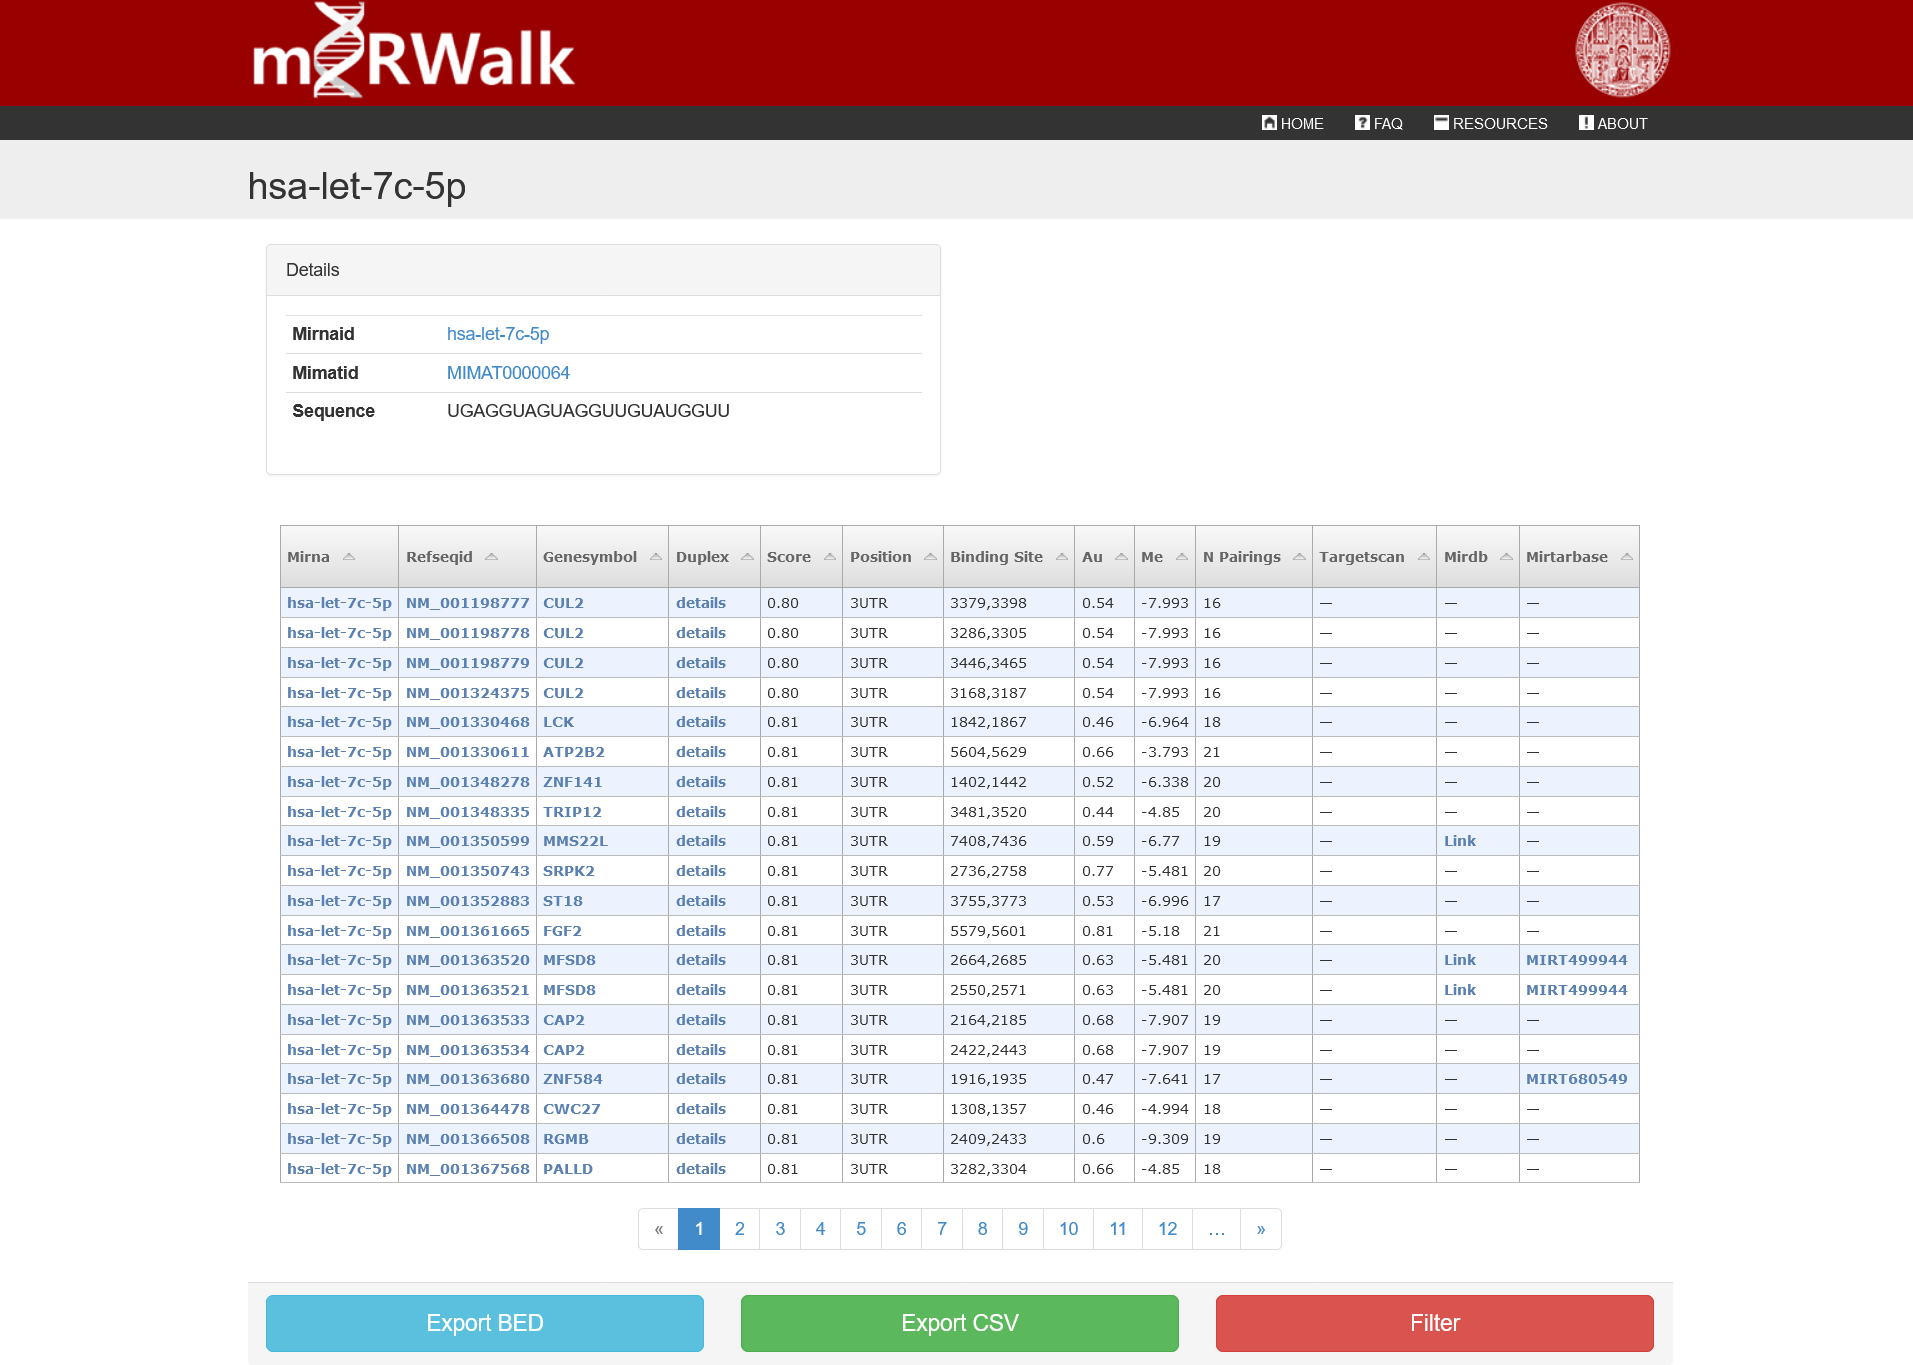 mRWalk
HOME FAQ RESOURCES ABOUT
hsa-let-7c-5p
Details
Mirnaid hsa-let-7c-5p
Mimatid MIMAT0000064
Sequence UGAGGUAGUAGGUUGUAUGGUU
Mirna Refseqid Genesymbol Duplex Score Position Binding Site Au Me N Pairings Targetscan Mirdb Mirtarbase
hsa-let-7c-5p NM_001198777 CUL2 details 0.80 3UTR 3379,3398 0.54 -7.993 16 — — —
hsa-let-7c-5p NM_001198778 CUL2 details 0.80 3UTR 3286,3305 0.54 -7.993 16 — — —
hsa-let-7c-5p NM_001198779 CUL2 details 0.80 3UTR 3446,3465 0.54 -7.993 16 — — —
hsa-let-7c-5p NM_001324375 CUL2 details 0.80 3UTR 3168,3187 0.54 -7.993 16 — — —
hsa-let-7c-5p NM_001330468 LCK details 0.81 3UTR 1842,1867 0.46 -6.964 18 — — —
hsa-let-7c-5p NM_001330611 ATP2B2 details 0.81 3UTR 5604,5629 0.66 -3.793 21 — — —
hsa-let-7c-5p NM_001348278 ZNF141 details 0.81 3UTR 1402,1442 0.52 -6.338 20 — — —
hsa-let-7c-5p NM_001348335 TRIP12 details 0.81 3UTR 3481,3520 0.44 -4.85 20 — — —
hsa-let-7c-5p NM_001350599 MMS22L details 0.81 3UTR 7408,7436 0.59 -6.77 19 — Link —
hsa-let-7c-5p NM_001350743 SRPK2 details 0.81 3UTR 2736,2758 0.77 -5.481 20 — — —
hsa-let-7c-5p NM_001352883 ST18 details 0.81 3UTR 3755,3773 0.53 -6.996 17 — — —
hsa-let-7c-5p NM_001361665 FGF2 details 0.81 3UTR 5579,5601 0.81 -5.18 21 — — —
hsa-let-7c-5p NM_001363520 MFSD8 details 0.81 3UTR 2664,2685 0.63 -5.481 20 — Link MIRT499944
hsa-let-7c-5p NM_001363521 MFSD8 details 0.81 3UTR 2550,2571 0.63 -5.481 20 — Link MIRT499944
hsa-let-7c-5p NM_001363533 CAP2 details 0.81 3UTR 2164,2185 0.68 -7.907 19 — — —
hsa-let-7c-5p NM_001363534 CAP2 details 0.81 3UTR 2422,2443 0.68 -7.907 19 — — —
hsa-let-7c-5p NM_001363680 ZNF584 details 0.81 3UTR 1916,1935 0.47 -7.641 17 — — MIRT680549
hsa-let-7c-5p NM_001364478 CWC27 details 0.81 3UTR 1308,1357 0.46 -4.994 18 — — —
hsa-let-7c-5p NM_001366508 RGMB details 0.81 3UTR 2409,2433 0.6 -9.309 19 — — —
hsa-let-7c-5p NM_001367568 PALLD details 0.81 3UTR 3282,3304 0.66 -4.85 18 — — —
« 1 2 3 4 5 6 7 8 9 10 11 12 … »
Export BED Export CSV Filter